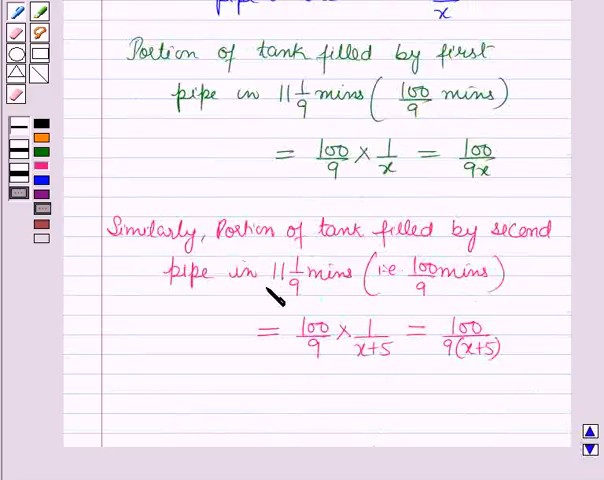 x
Portion of tank filled by first
pipe in 11 1/9 mins ( 100/9 mins )
= 100/9 × 1/x = 100/9x
Similarly, Portion of tank filled by second
pipe in 11 1/9 mins ( i.e 100/9 mins )
= 100/9 × 1/x+5 = 100/9(x+5)